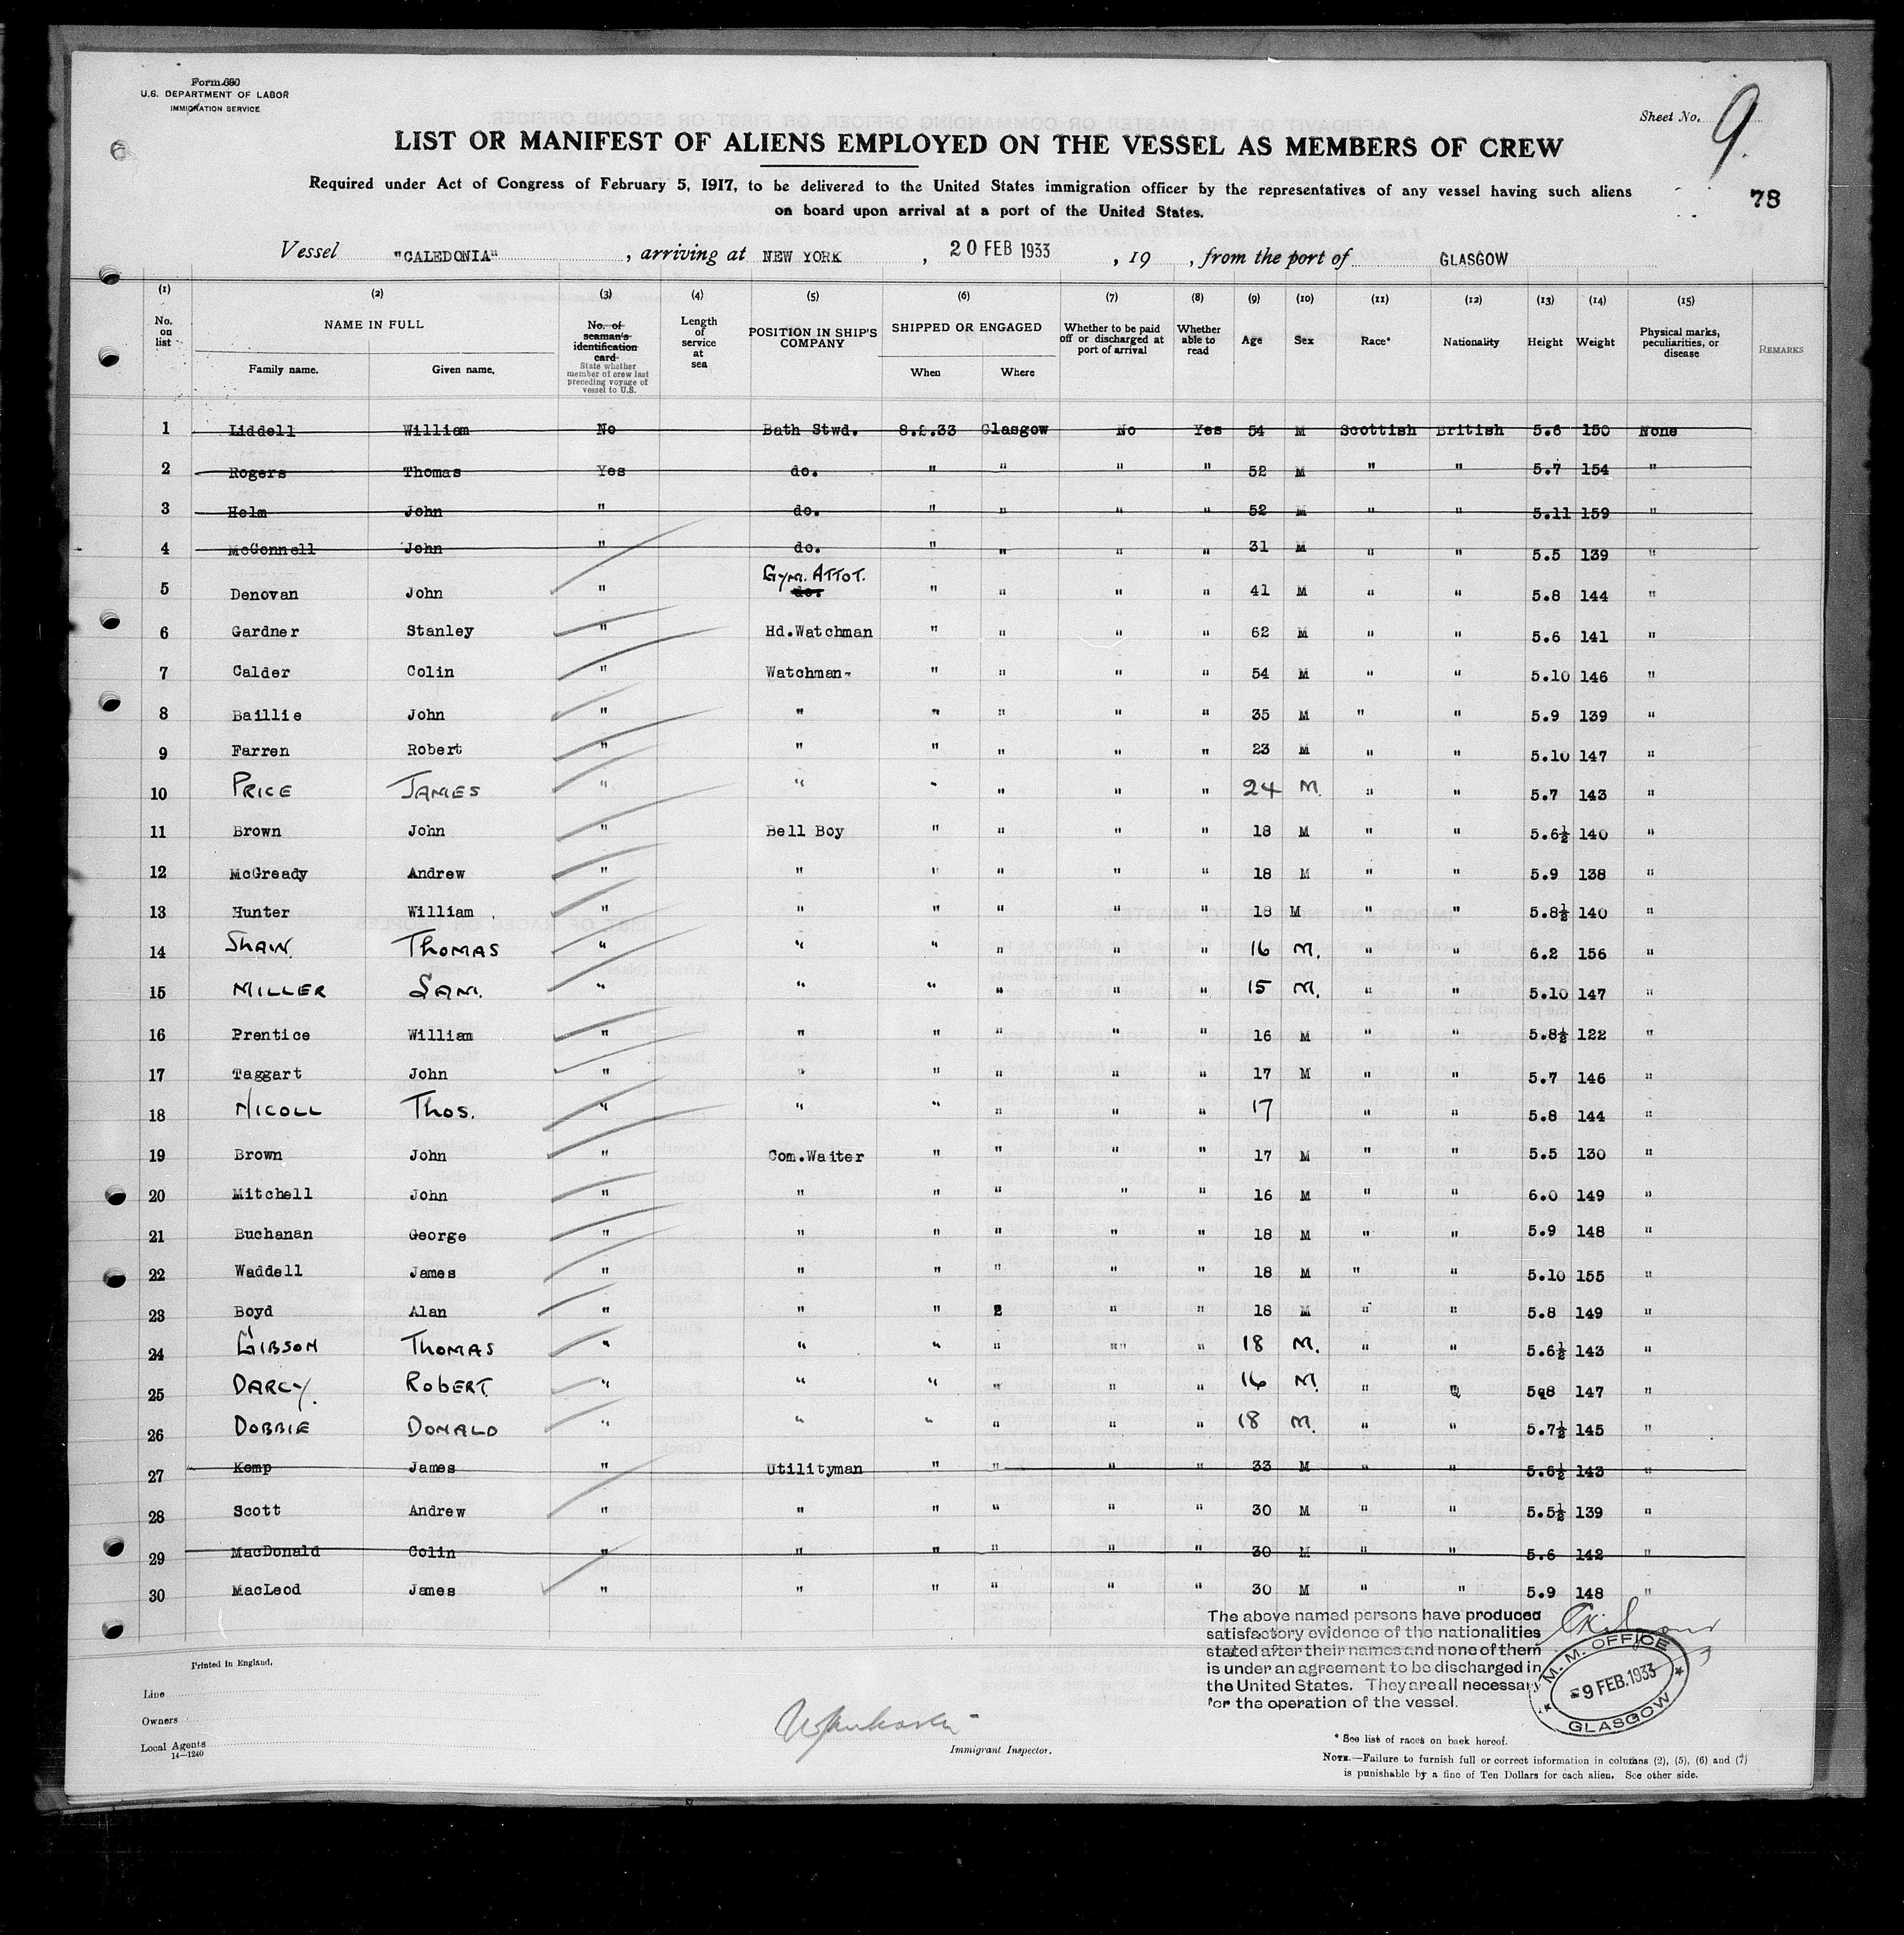 Form 680
U.S. DEPARTMENT OF LABOR
IMMIGRATION SERVICE
Sheet No. 9.
LIST OR MANIFEST OF ALIENS EMPLOYED ON THE VESSEL AS MEMBERS OF CREW
Required under Act of Congress of February 5, 1917, to be delivered to the United States immigration officer by the representatives of any vessel having such aliens
on board upon arrival at a port of the United States.
78
Vessel "CALEDONIA", arriving at NEW YORK, 20 FEB 1933, 19 , from the port of GLASGOW
(1) (2) (3) (4) (5) (6) (7) (8) (9) (10) (11) (12) (13) (14) (15)
No. on list
NAME IN FULL
Family name. Given name.
No. of seaman's identification card
State whether member of crew last preceding voyage of vessel to U.S.
Length of service at sea
POSITION IN SHIP'S COMPANY
SHIPPED OR ENGAGED
When Where
Whether to be paid off or discharged at port of arrival
Whether able to read
Age
Sex
Race*
Nationality
Height
Weight
Physical marks, peculiarities, or disease
REMARKS
1 Liddell William No Bath Stwd. 8.2.33 Glasgow No Yes 54 M Scottish British 5.6 150 None
2 Rogers Thomas Yes do. " " " " 52 M " " 5.7 154 "
3 Helm John " do. " " " " 52 M " " 5.11 159 "
4 McConnell John " do. " " " " 31 M " " 5.5 139 "
Gym. ATTDT.
5 Denovan John " do. " " " " 41 M " " 5.8 144 "
6 Gardner Stanley " Hd.Watchman " " " " 62 M " " 5.6 141 "
7 Calder Colin " Watchman- " " " " 54 M " " 5.10 146 "
8 Baillie John " " " " " " 35 M " " 5.9 139 "
9 Farren Robert " " " " " " 23 M " " 5.10 147 "
10 PRICE JAMES " " " " " " 24 M. " " 5.7 143 "
11 Brown John " Bell Boy " " " " 18 M " " 5.6½ 140 "
12 McGready Andrew " " " " " " 18 M " " 5.9 138 "
13 Hunter William " " " " " " 18 M " " 5.8½ 140 "
14 SHAW. THOMAS " " " " " " 16 M. " " 6.2 156 "
15 MILLER SAM. " " " " " " 15 M. " " 5.10 147 "
16 Prentice William " " " " " " 16 M " " 5.8½ 122 "
17 Taggart John " " " " " " 17 M " " 5.7 146 "
18 NICOLL THOS. " " " " " " 17 " " 5.8 144 "
19 Brown John " Com.Waiter " " " " 17 M " " 5.5 130 "
20 Mitchell John " " " " " " 16 M " " 6.0 149 "
21 Buchanan George " " " " " " 18 M " " 5.9 148 "
22 Waddell James " " " " " " 18 M " " 5.10 155 "
23 Boyd Alan " " " 2 " " 18 M " " 5.8 149 "
24 GIBSON THOMAS " " " " "" " 18 M. " " 5.6½ 143 "
25 DARCY. ROBERT " " " " " " 16 M. " " 5q8 147 "
26 DOBBIE DONALD " " " " " " 18 M. " " 5.7½ 145 "
27 Kemp James " Utilityman " " " " 33 M " " 5.6½ 143 "
28 Scott Andrew " " " " " " 30 M " " 5.5½ 139 "
29 MacDonald Colin " " " " " " 30 M " " 5.6 142 "
30 MacLeod James " " " " " " 30 M " " 5.9 148 "
The above named persons have produced
satisfactory evidence of the nationalities
stated after their names and none of them
is under an agreement to be discharged in
the United States. They are all necessary
for the operation of the vessel.
M. M. OFFICE
9 FEB. 1933
GLASGOW
Printed in England.
Line
Owners
Local Agents
14—1240
Immigrant Inspector.
* See list of races on back hereof.
NOTE.—Failure to furnish full or correct information in columns (2), (5), (6) and (7)
is punishable by a fine of Ten Dollars for each alien. See other side.